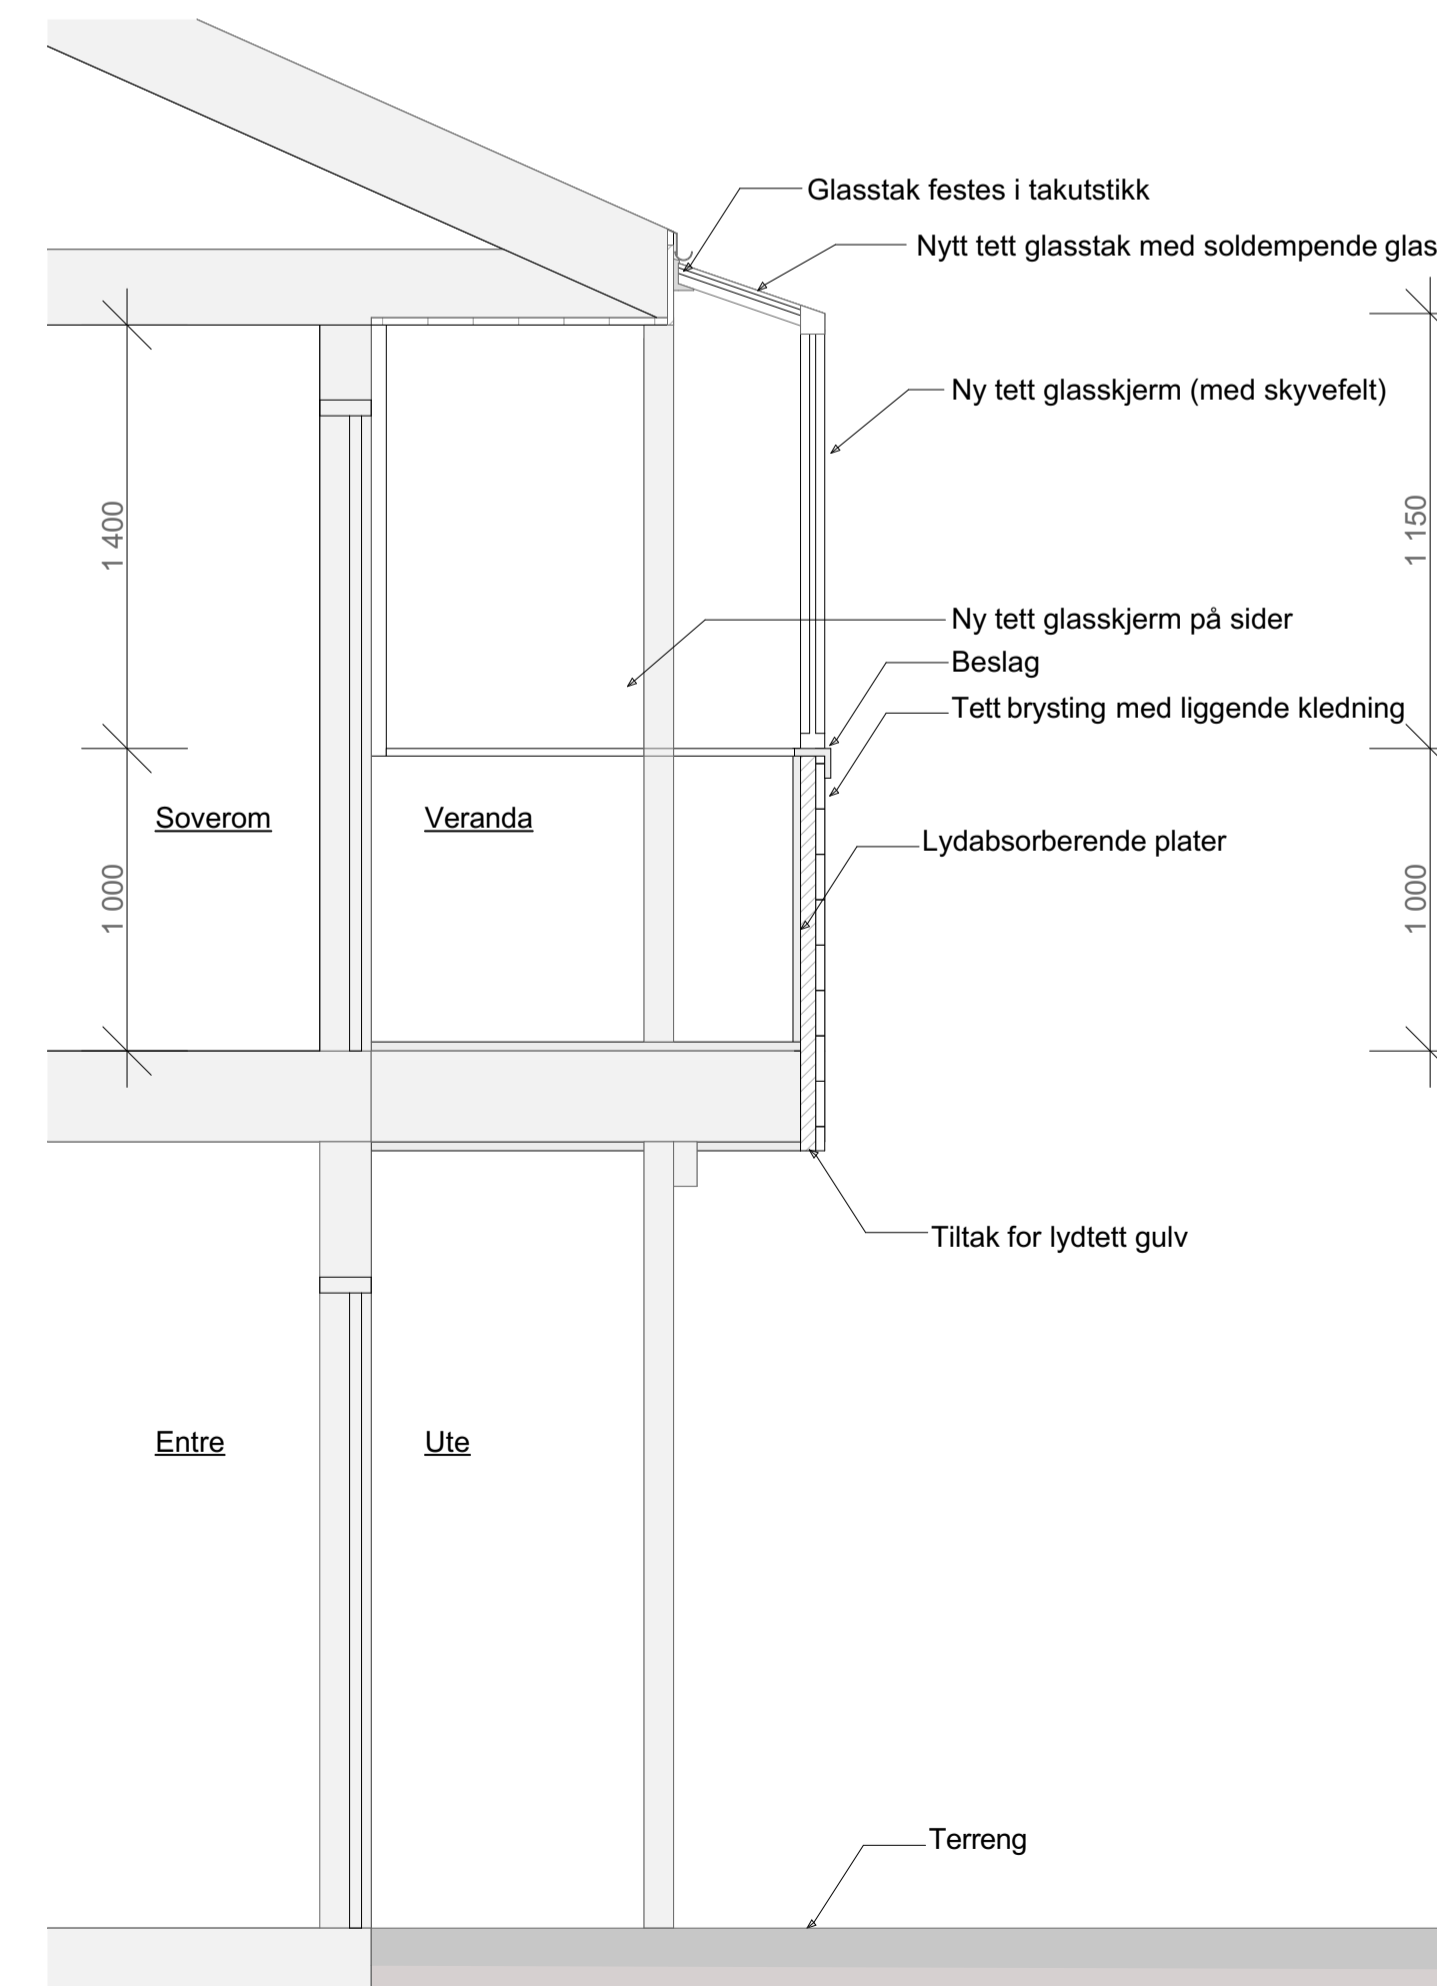 Glasstak festes i takutstikk
Nytt tett glasstak med soldempende glas
Ny tett glasskjerm (med skyvefelt)
1 400
1 150
Ny tett glasskjerm på sider
Beslag
Tett brysting med liggende kledning
Soverom
Veranda
Lydabsorberende plater
1 000
1 000
Tiltak for lydtett gulv
Entre
Ute
Terreng